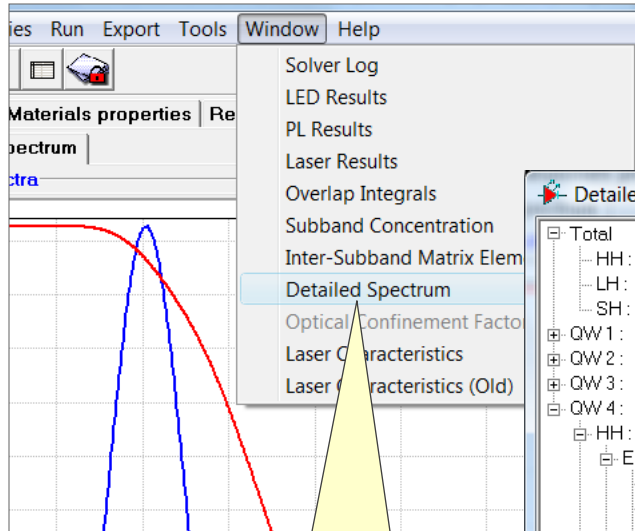 ies Run Export Tools Window Help
Materials properties Re
pectrum
ctra
Solver Log
LED Results
PL Results
Laser Results
Overlap Integrals
Subband Concentration
Inter-Subband Matrix Elem
Detailed Spectrum
Optical Confinement Factor
Laser Characteristics
Laser Characteristics (Old)
Detaile
Total
HH :
LH :
SH :
QW 1 :
QW 2 :
QW 3 :
QW 4 :
HH :
E